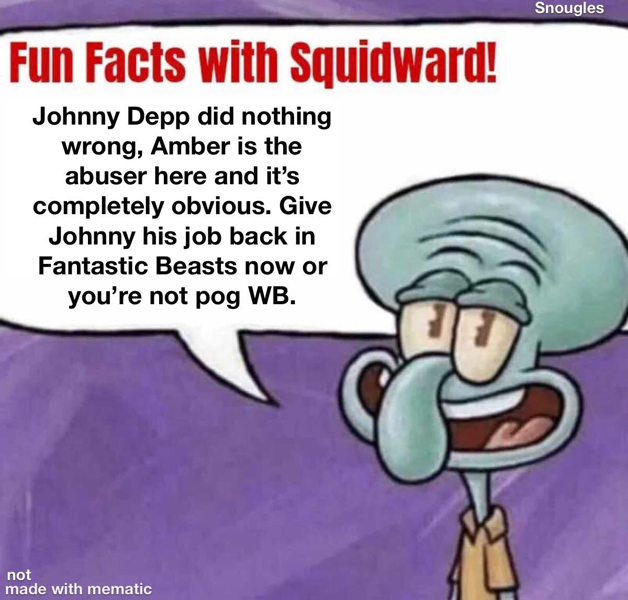 Snougles
Fun Facts with Squidward!
Johnny Depp did nothing
wrong, Amber is the
abuser here and it’s
completely obvious. Give
Johnny his job back in
Fantastic Beasts now or
you’re not pog WB.
not
made with mematic